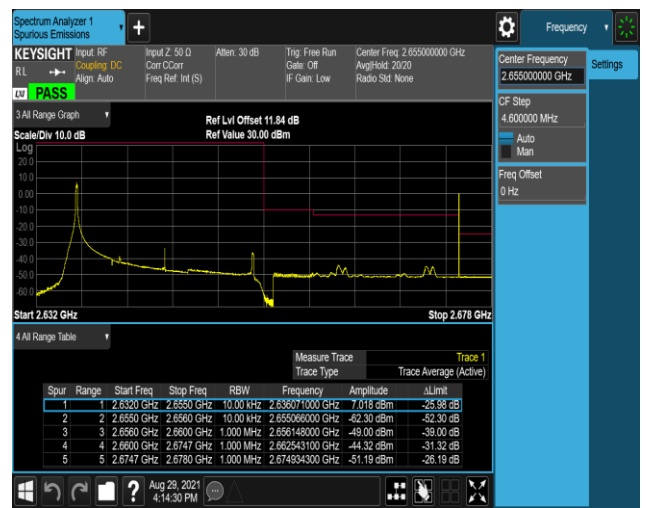 Spectrum Analyzer 1
Spurious Emissions
Frequency
KEYSIGHT
Input: RF
Coupling: DC
Align: Auto
Input Z: 50 Ω
Corr CCorr
Freq Ref: Int (S)
Atten: 30 dB
Trig: Free Run
Gate: Off
IF Gain: Low
Center Freq: 2.655000000 GHz
Avg|Hold: 20/20
Radio Std: None
R L
LXI
PASS
Center Frequency
2.655000000 GHz
Settings
CF Step
4.600000 MHz
Auto
Man
Freq Offset
0 Hz
3 All Range Graph
Ref Lvl Offset 11.84 dB
Scale/Div 10.0 dB
Ref Value 30.00 dBm
Log
20.0
10.0
0.00
-10.0
-20.0
-30.0
-40.0
-50.0
-60.0
Start 2.632 GHz
Stop 2.678 GHz
4 All Range Table
Measure Trace Trace 1
Trace Type Trace Average (Active)
Spur Range Start Freq Stop Freq RBW Frequency Amplitude ΔLimit
1 1 2.6320 GHz 2.6550 GHz 10.00 kHz 2.636071000 GHz 7.018 dBm -25.98 dB
2 2 2.6550 GHz 2.6560 GHz 10.00 kHz 2.655066000 GHz -62.30 dBm -52.30 dB
3 3 2.6560 GHz 2.6600 GHz 1.000 MHz 2.656148000 GHz -49.00 dBm -39.00 dB
4 4 2.6600 GHz 2.6747 GHz 1.000 MHz 2.662543100 GHz -44.32 dBm -31.32 dB
5 5 2.6747 GHz 2.6780 GHz 1.000 MHz 2.674934300 GHz -51.19 dBm -26.19 dB
Aug 29, 2021
4:14:30 PM